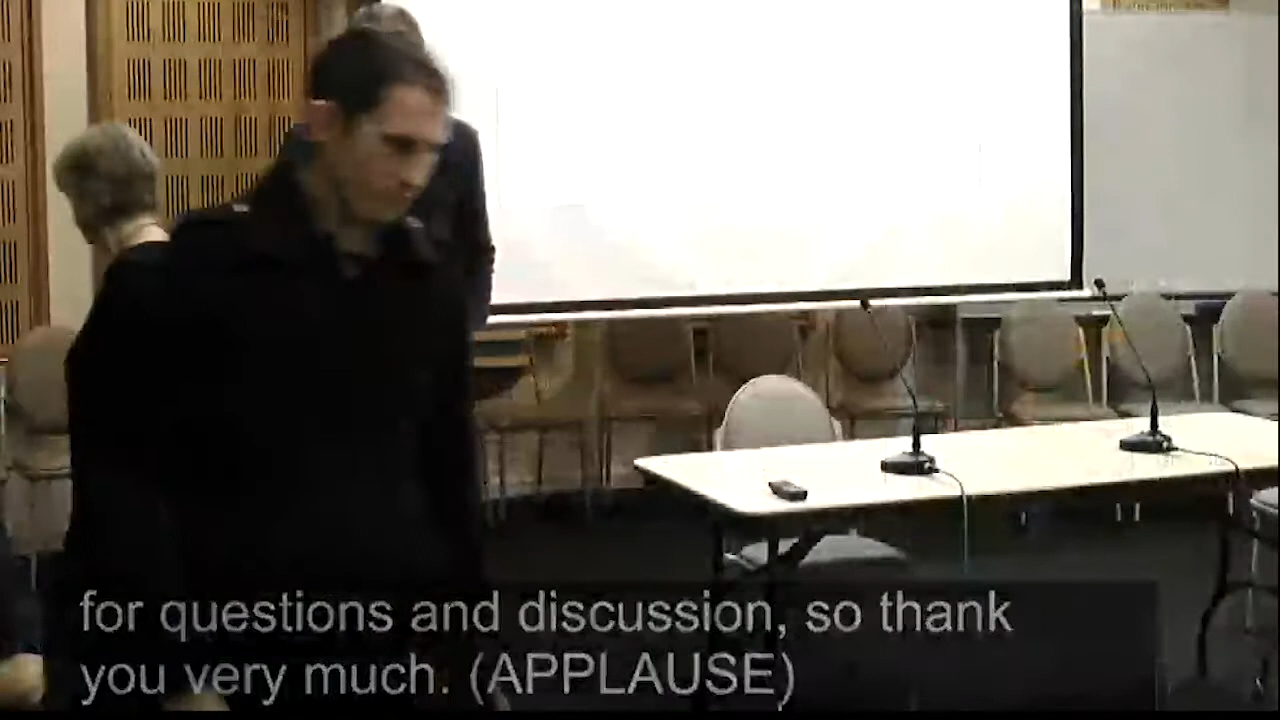 for questions and discussion, so thank
you very much. (APPLAUSE)